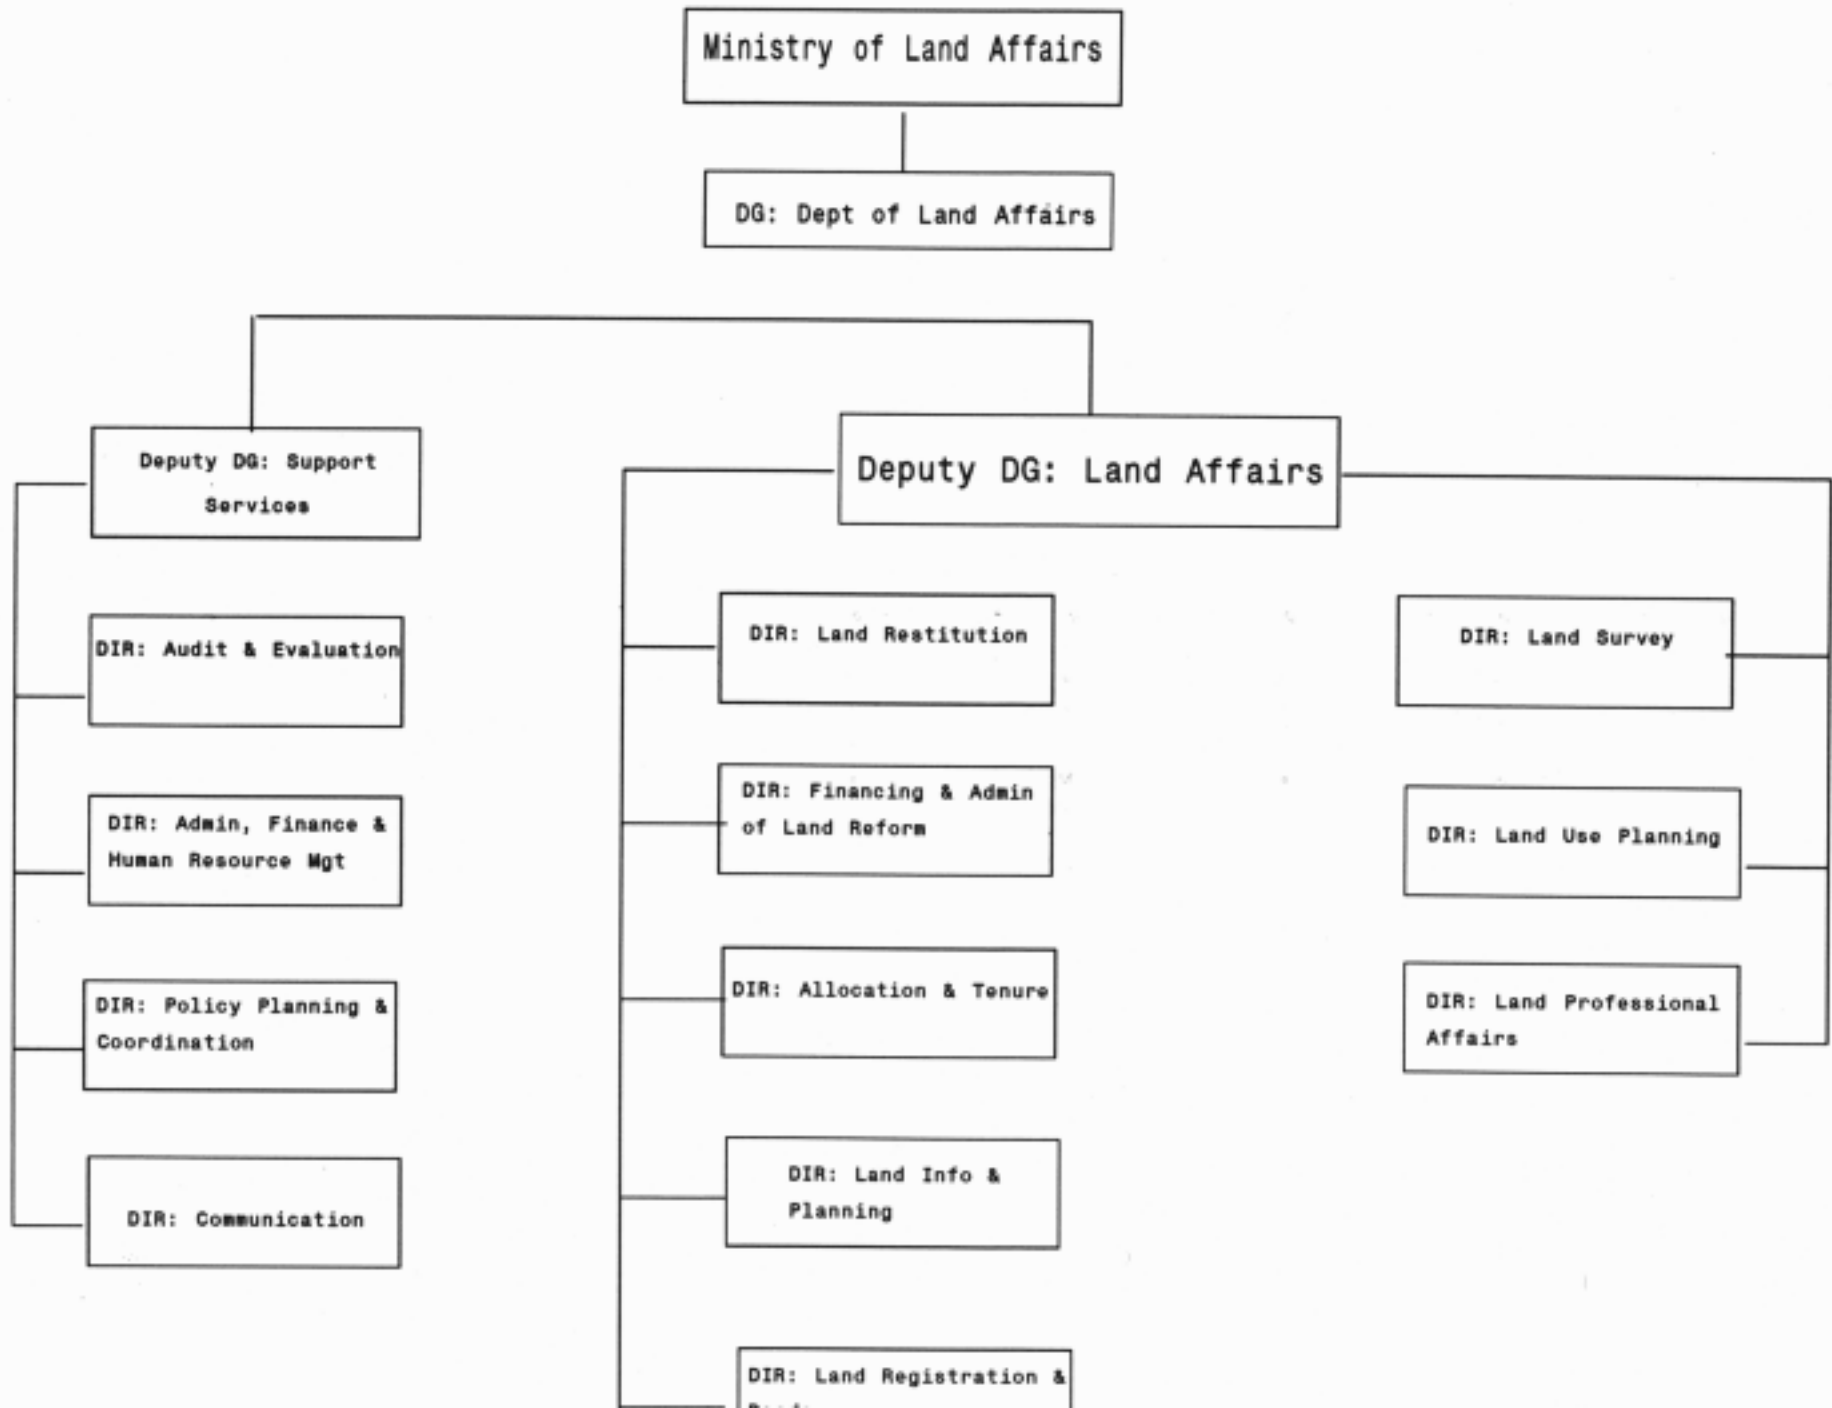 Ministry of Land Affairs
DG: Dept of Land Affairs
Deputy DG: Support
Services
DIR: Audit & Evaluation
DIR: Admin, Finance &
Human Resource Mgt
DIR: Policy Planning &
Coordination
DIR: Communication
Deputy DG: Land Affairs
DIR: Land Restitution
DIR: Financing & Admin
of Land Reform
DIR: Allocation & Tenure
DIR: Land Info &
Planning
DIR: Land Registration &
DIR: Land Survey
DIR: Land Use Planning
DIR: Land Professional
Affairs